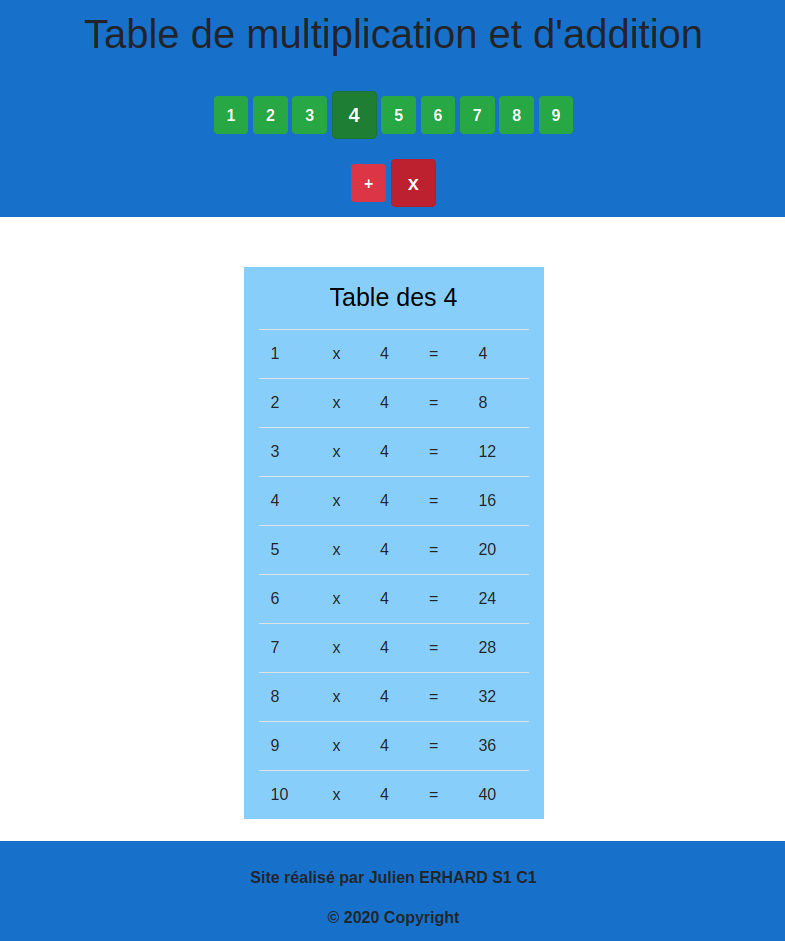 Table de multiplication et d'addition
1 2 3 4 5 6 7 8 9
+ x
Table des 4
1 x 4 = 4
2 x 4 = 8
3 x 4 = 12
4 x 4 = 16
5 x 4 = 20
6 x 4 = 24
7 x 4 = 28
8 x 4 = 32
9 x 4 = 36
10 x 4 = 40
Site réalisé par Julien ERHARD S1 C1
© 2020 Copyright